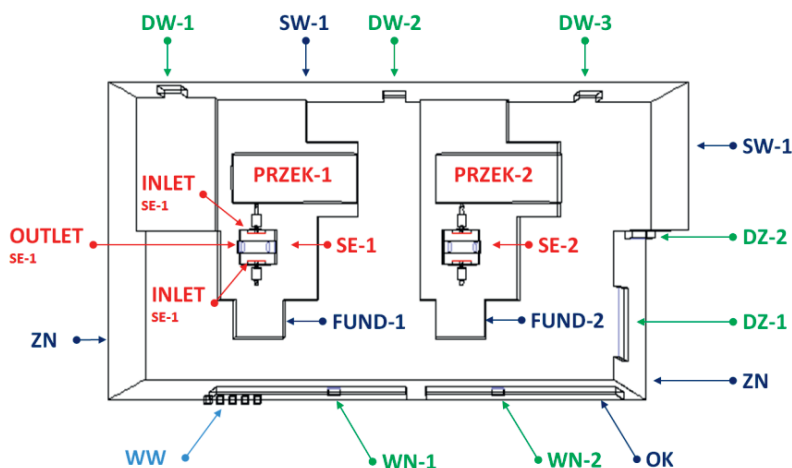 DW-1
SW-1
DW-2
DW-3
SW-1
PRZEK-1
PRZEK-2
INLET
SE-1
OUTLET
SE-1
SE-1
SE-2
DZ-2
INLET
SE-1
FUND-1
FUND-2
DZ-1
ZN
ZN
WW
WN-1
WN-2
OK